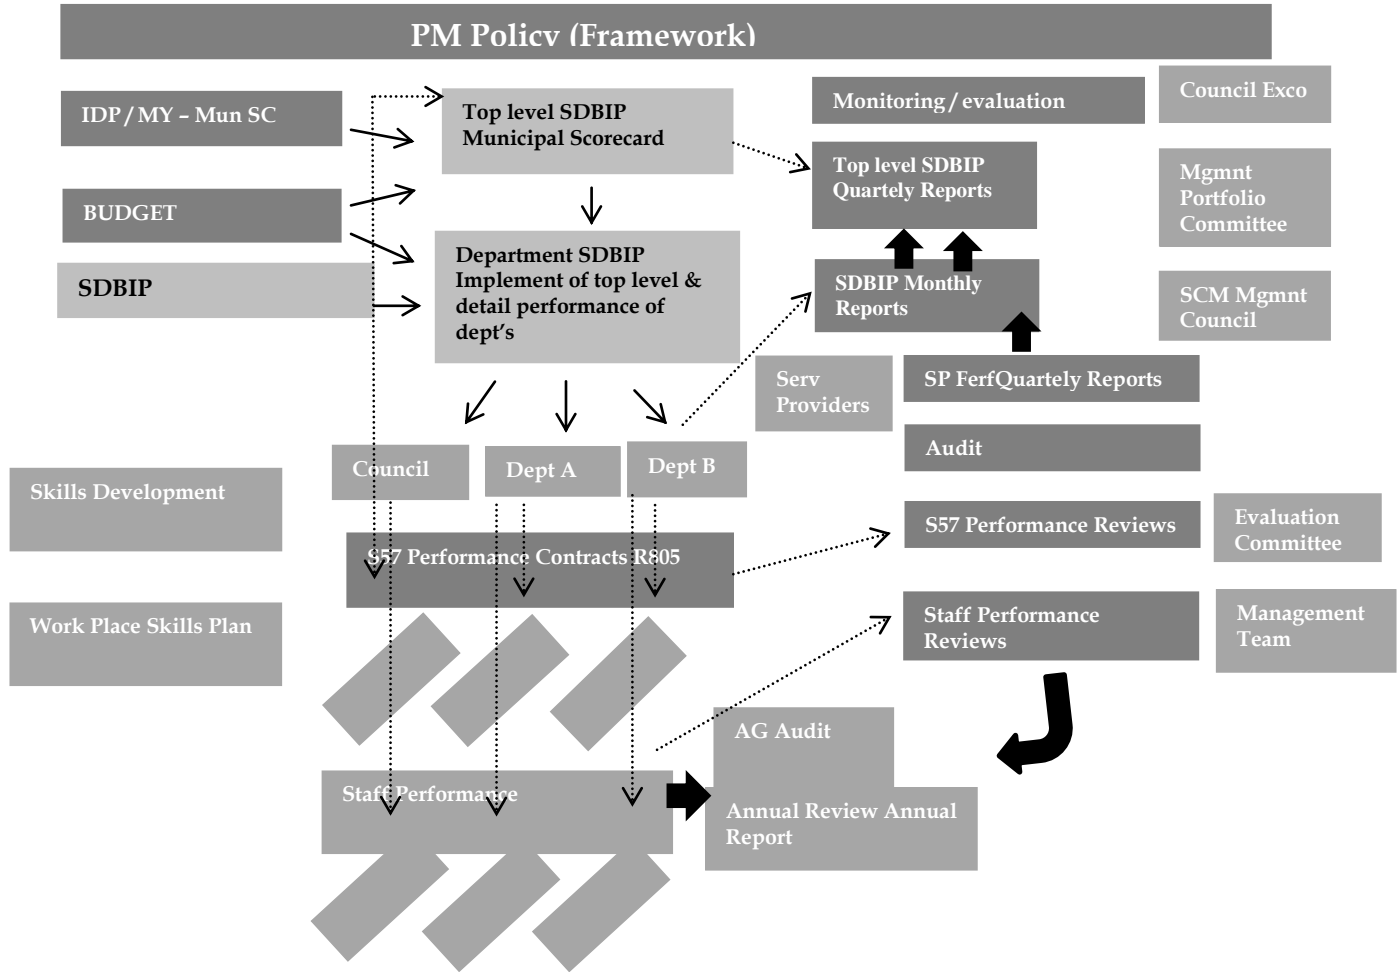 PM Policy (Framework)
IDP / MY – Mun SC
BUDGET
SDBIP
Top level SDBIP
Municipal Scorecard
Department SDBIP
Implement of top level &
detail performance of
dept's
Monitoring / evaluation
Top level SDBIP
Quartely Reports
SDBIP Monthly
Reports
Council Exco
Mgmnt
Portfolio
Committee
SCM Mgmnt
Council
Serv
Providers
SP FerfQuartely Reports
Audit
Council
Dept A
Dept B
Skills Development
Work Place Skills Plan
S57 Performance Contracts R805
S57 Performance Reviews
Evaluation
Committee
Staff Performance
Reviews
Management
Team
AG Audit
Staff Performance
Annual Review Annual
Report